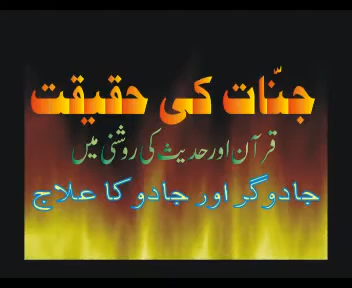 جنّات کی حقیقت
قرآن اور حدیث کی روشنی میں
جادوگر اور جادو کا علاج